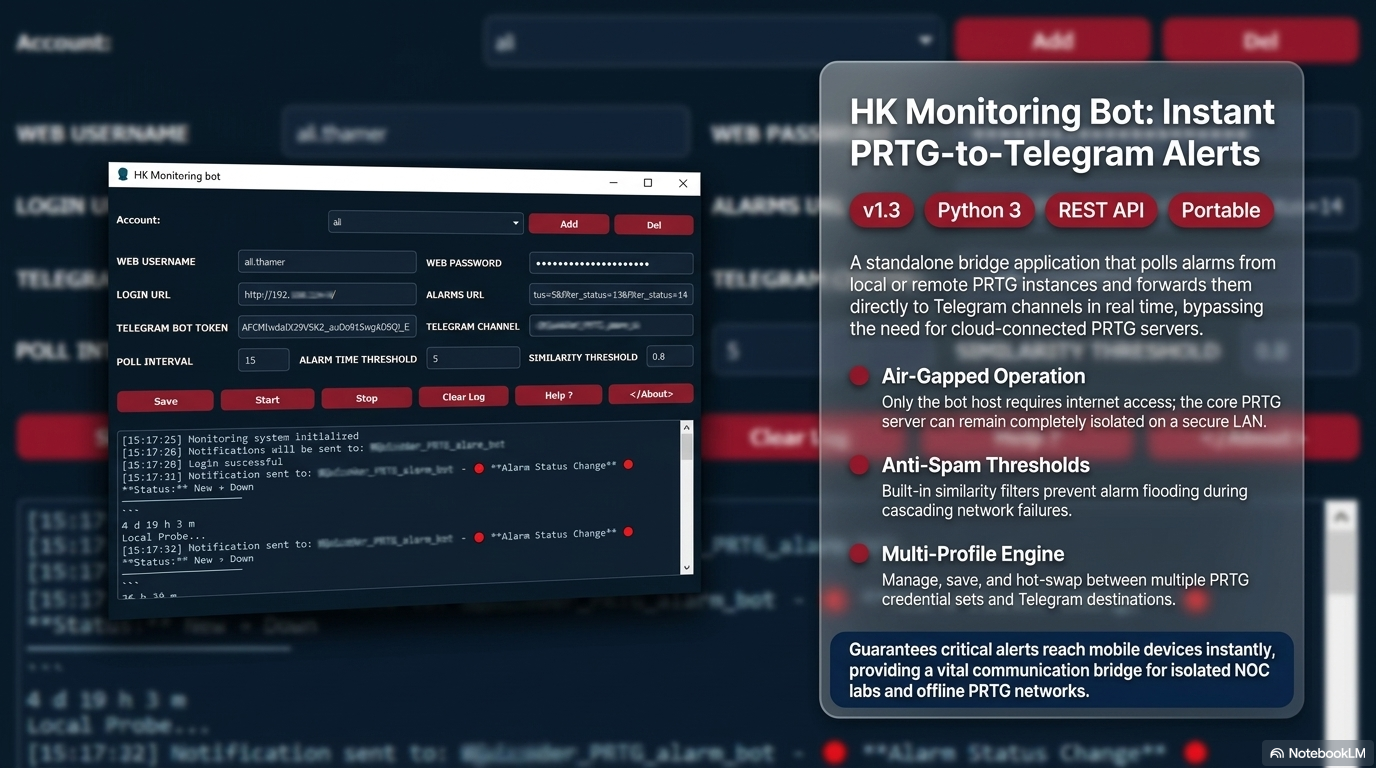 HK Monitoring bot
Account:
ali
Add
Del
WEB USERNAME
ali.thamer
WEB PASSWORD
LOGIN URL
http://192.
ALARMS URL
tus=5&filter_status=13&filter_status=14
TELEGRAM BOT TOKEN
TELEGRAM CHANNEL
POLL INTERVAL
15
ALARM TIME THRESHOLD
5
SIMILARITY THRESHOLD
0.8
Save
Start
Stop
Clear Log
Help ?
</About>
[15:17:25] Monitoring system initialized
[15:17:26] Notifications will be sent to:
[15:17:28] Login successful
[15:17:31] Notification sent to: - 🔴 **Alarm Status Change** 🔴
**Status:** New + Down
---
4 d 19 h 3 m
Local Probe...
[15:17:32] Notification sent to: - 🔴 **Alarm Status Change** 🔴
**Status:** New > Down
HK Monitoring Bot: Instant
PRTG-to-Telegram Alerts
v1.3
Python 3
REST API
Portable
A standalone bridge application that polls alarms from
local or remote PRTG instances and forwards them
directly to Telegram channels in real time, bypassing
the need for cloud-connected PRTG servers.
Air-Gapped Operation
Only the bot host requires internet access; the core PRTG
server can remain completely isolated on a secure LAN.
Anti-Spam Thresholds
Built-in similarity filters prevent alarm flooding during
cascading network failures.
Multi-Profile Engine
Manage, save, and hot-swap between multiple PRTG
credential sets and Telegram destinations.
Guarantees critical alerts reach mobile devices instantly,
providing a vital communication bridge for isolated NOC
labs and offline PRTG networks.
NotebookLM